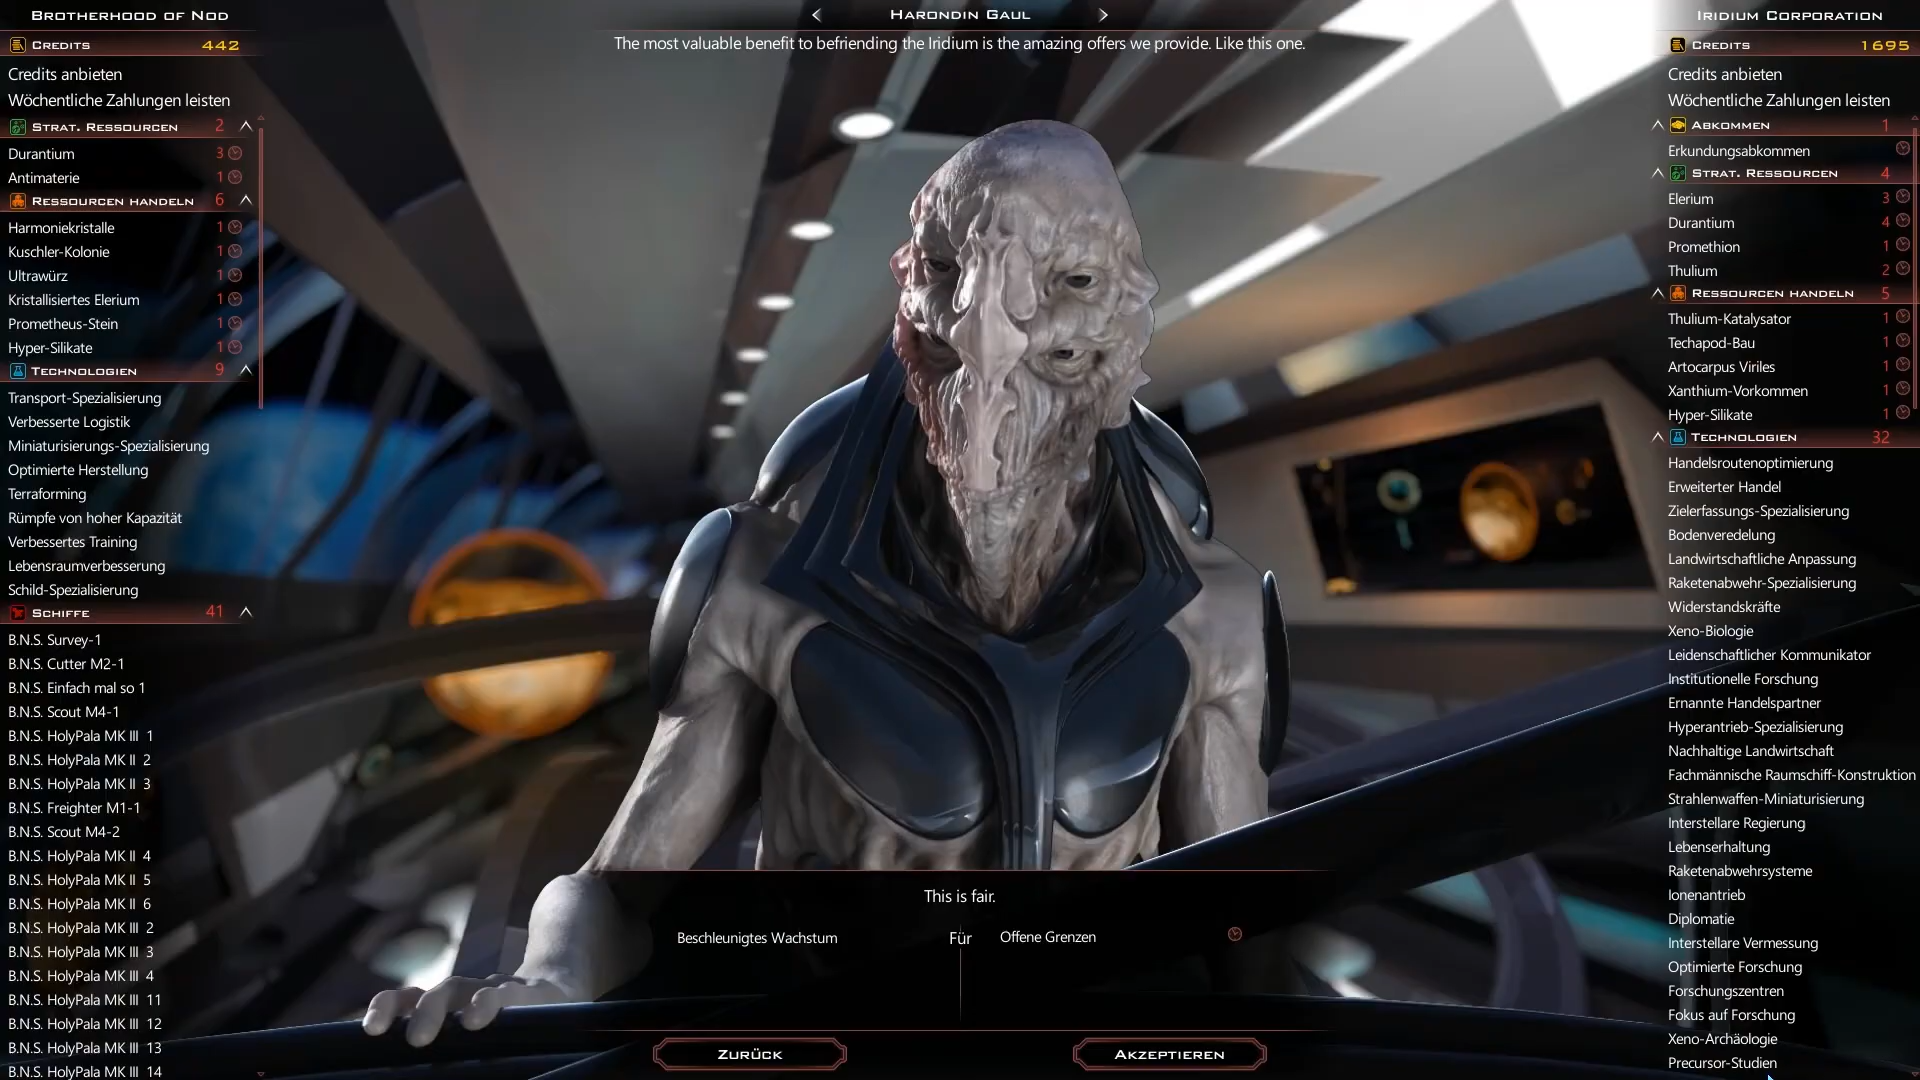 Brotherhood of Nod
Credits 442
Credits anbieten
Wöchentliche Zahlungen leisten
Strat. Ressourcen 2
Durantium 3
Antimaterie 1
Ressourcen handeln 6
Harmoniekristalle 1
Kuschler-Kolonie 1
Ultrawürz 1
Kristallisiertes Elerium 1
Prometheus-Stein 1
Hyper-Silikate 1
Technologien 9
Transport-Spezialisierung
Verbesserte Logistik
Miniaturisierungs-Spezialisierung
Optimierte Herstellung
Terraforming
Rümpfe von hoher Kapazität
Verbessertes Training
Lebensraumverbesserung
Schild-Spezialisierung
Schiffe 41
B.N.S. Survey-1
B.N.S. Cutter M2-1
B.N.S. Einfach mal so 1
B.N.S. Scout M4-1
B.N.S. HolyPala MK III 1
B.N.S. HolyPala MK II 2
B.N.S. HolyPala MK II 3
B.N.S. Freighter M1-1
B.N.S. Scout M4-2
B.N.S. HolyPala MK II 4
B.N.S. HolyPala MK II 5
B.N.S. HolyPala MK II 6
B.N.S. HolyPala MK III 2
B.N.S. HolyPala MK III 3
B.N.S. HolyPala MK III 4
B.N.S. HolyPala MK III 11
B.N.S. HolyPala MK III 12
B.N.S. HolyPala MK III 13
B.N.S. HolyPala MK III 14
Harondin Gaul
The most valuable benefit to befriending the Iridium is the amazing offers we provide. Like this one.
This is fair.
Beschleunigtes Wachstum Für Offene Grenzen
Zurück Akzeptieren
Iridium Corporation
Credits 1695
Credits anbieten
Wöchentliche Zahlungen leisten
Abkommen 1
Erkundungsabkommen
Strat. Ressourcen 4
Elerium 3
Durantium 4
Promethion 1
Thulium 2
Ressourcen handeln 5
Thulium-Katalysator 1
Techapod-Bau 1
Artocarpus Viriles 1
Xanthium-Vorkommen 1
Hyper-Silikate 1
Technologien 32
Handelsroutenoptimierung
Erweiterter Handel
Zielerfassungs-Spezialisierung
Bodenveredelung
Landwirtschaftliche Anpassung
Raketenabwehr-Spezialisierung
Widerstandskräfte
Xeno-Biologie
Leidenschaftlicher Kommunikator
Institutionelle Forschung
Ernannte Handelspartner
Hyperantrieb-Spezialisierung
Nachhaltige Landwirtschaft
Fachmännische Raumschiff-Konstruktion
Strahlenwaffen-Miniaturisierung
Interstellare Regierung
Lebenserhaltung
Raketenabwehrsysteme
Ionenantrieb
Diplomatie
Interstellare Vermessung
Optimierte Forschung
Forschungszentren
Fokus auf Forschung
Xeno-Archäologie
Precursor-Studien